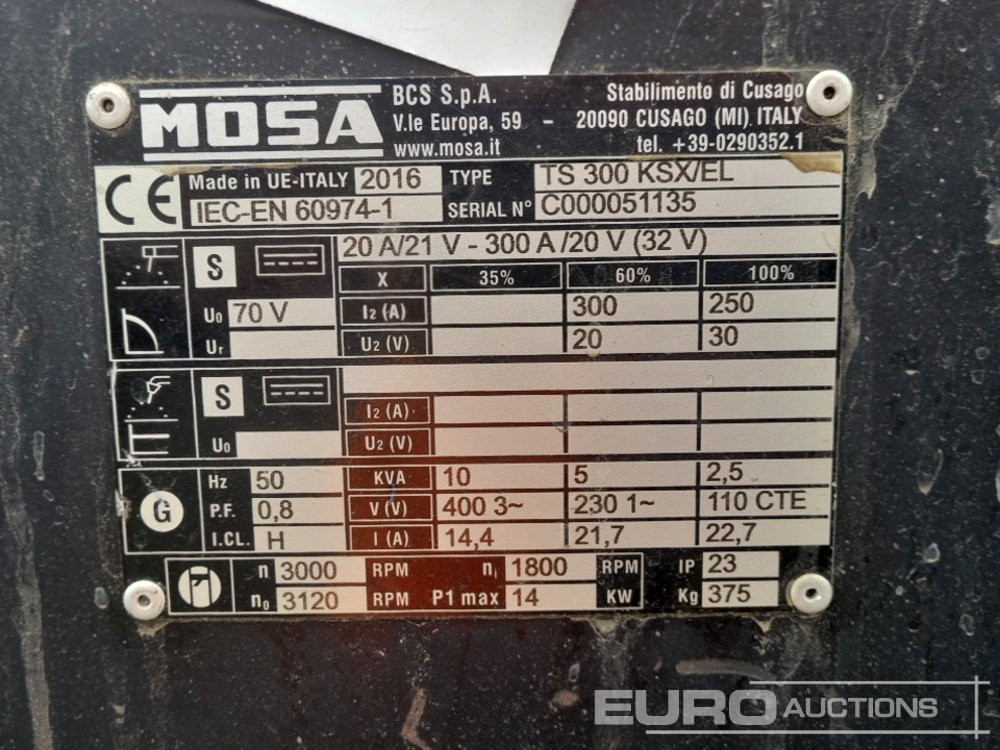 MOSA
BCS S.p.A.
V.le Europa, 59 - 20090 CUSAGO (MI) ITALY
www.mosa.it
Stabilimento di Cusago
tel. +39-0290352.1
CE
Made in UE-ITALY 2016 TYPE TS 300 KSX/EL
IEC-EN 60974-1 SERIAL N° C000051135
20 A/21 V - 300 A/20 V (32 V)
S X 35% 60% 100%
U0 70 V I2 (A) 300 250
Ur U2 (V) 20 30
S I2 (A)
U0 U2 (V)
G
Hz 50 KVA 10 5 2,5
P.F. 0,8 V (V) 400 3~ 230 1~ 110 CTE
I.CL. H I (A) 14,4 21,7 22,7
n 3000 RPM n1 1800 RPM IP 23
n0 3120 RPM P1 max 14 KW Kg 375
EURO AUCTIONS